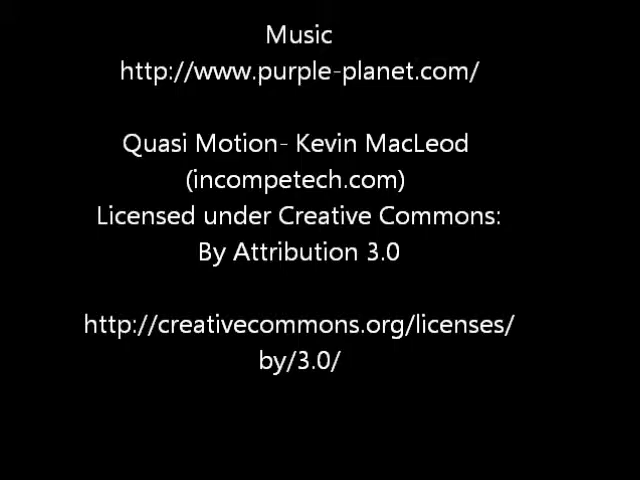 Music
http://www.purple-planet.com/
Quasi Motion- Kevin MacLeod
(incompetech.com)
Licensed under Creative Commons:
By Attribution 3.0
http://creativecommons.org/licenses/
by/3.0/